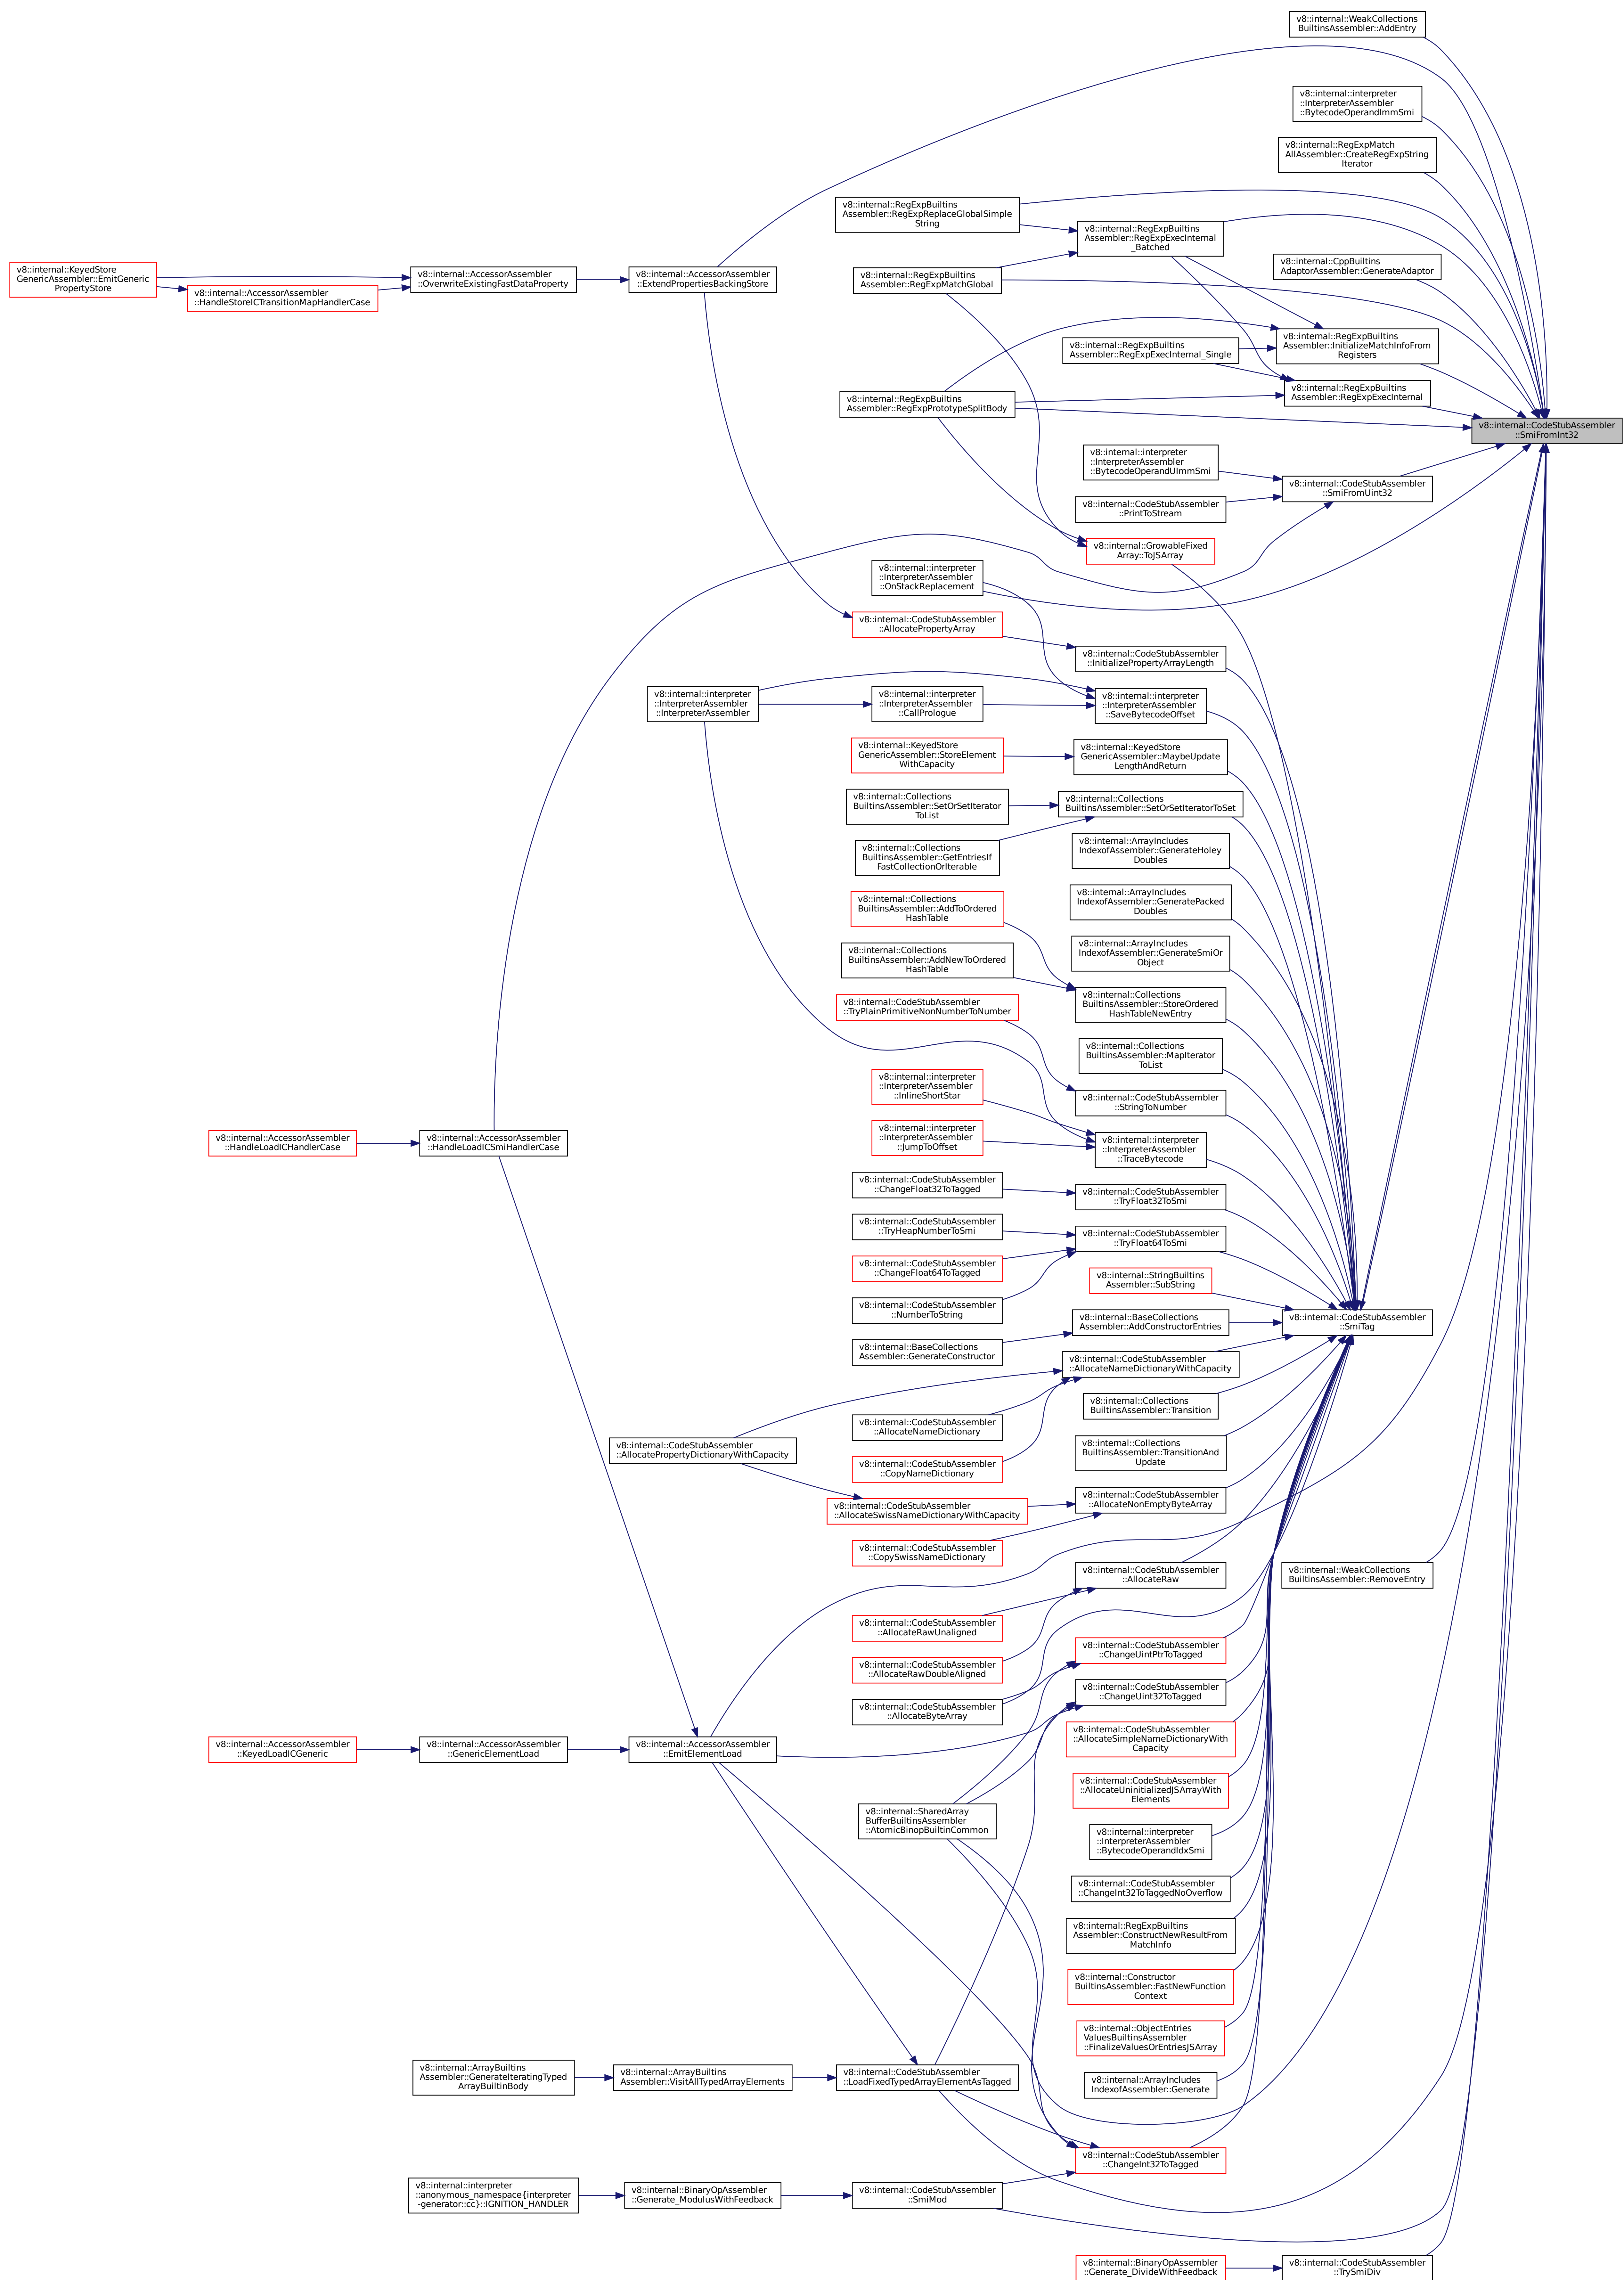 v8::internal::WeakCollections
BuiltinsAssembler::AddEntry
v8::internal::interpreter
::InterpreterAssembler
::BytecodeOperandImmSmi
v8::internal::RegExpMatch
AllAssembler::CreateRegExpString
Iterator
v8::internal::RegExpBuiltins
Assembler::RegExpReplaceGlobalSimple
String
v8::internal::RegExpBuiltins
Assembler::RegExpExecInternal
_Batched
v8::internal::CppBuiltins
AdaptorAssembler::GenerateAdaptor
v8::internal::KeyedStore
GenericAssembler::EmitGeneric
PropertyStore
v8::internal::AccessorAssembler
::HandleStoreICTransitionMapHandlerCase
v8::internal::AccessorAssembler
::OverwriteExistingFastDataProperty
v8::internal::AccessorAssembler
::ExtendPropertiesBackingStore
v8::internal::RegExpBuiltins
Assembler::RegExpMatchGlobal
v8::internal::RegExpBuiltins
Assembler::InitializeMatchInfoFrom
Registers
v8::internal::RegExpBuiltins
Assembler::RegExpExecInternal_Single
v8::internal::RegExpBuiltins
Assembler::RegExpExecInternal
v8::internal::RegExpBuiltins
Assembler::RegExpPrototypeSplitBody
v8::internal::CodeStubAssembler
::SmiFromInt32
v8::internal::interpreter
::InterpreterAssembler
::BytecodeOperandUImmSmi
v8::internal::CodeStubAssembler
::SmiFromUint32
v8::internal::CodeStubAssembler
::PrintToStream
v8::internal::GrowableFixed
Array::ToJSArray
v8::internal::interpreter
::InterpreterAssembler
::OnStackReplacement
v8::internal::CodeStubAssembler
::AllocatePropertyArray
v8::internal::CodeStubAssembler
::InitializePropertyArrayLength
v8::internal::interpreter
::InterpreterAssembler
::InterpreterAssembler
v8::internal::interpreter
::InterpreterAssembler
::CallPrologue
v8::internal::interpreter
::InterpreterAssembler
::SaveBytecodeOffset
v8::internal::KeyedStore
GenericAssembler::StoreElement
WithCapacity
v8::internal::KeyedStore
GenericAssembler::MaybeUpdate
LengthAndReturn
v8::internal::Collections
BuiltinsAssembler::SetOrSetIterator
ToList
v8::internal::Collections
BuiltinsAssembler::SetOrSetIteratorToSet
v8::internal::Collections
BuiltinsAssembler::GetEntriesIf
FastCollectionOrIterable
v8::internal::ArrayIncludes
IndexofAssembler::GenerateHoley
Doubles
v8::internal::ArrayIncludes
IndexofAssembler::GeneratePacked
Doubles
v8::internal::Collections
BuiltinsAssembler::AddToOrdered
HashTable
v8::internal::ArrayIncludes
IndexofAssembler::GenerateSmiOr
Object
v8::internal::Collections
BuiltinsAssembler::AddNewToOrdered
HashTable
v8::internal::Collections
BuiltinsAssembler::StoreOrdered
HashTableNewEntry
v8::internal::CodeStubAssembler
::TryPlainPrimitiveNonNumberToNumber
v8::internal::Collections
BuiltinsAssembler::MapIterator
ToList
v8::internal::interpreter
::InterpreterAssembler
::InlineShortStar
v8::internal::CodeStubAssembler
::StringToNumber
v8::internal::AccessorAssembler
::HandleLoadICHandlerCase
v8::internal::AccessorAssembler
::HandleLoadICSmiHandlerCase
v8::internal::interpreter
::InterpreterAssembler
::JumpToOffset
v8::internal::interpreter
::InterpreterAssembler
::TraceBytecode
v8::internal::CodeStubAssembler
::ChangeFloat32ToTagged
v8::internal::CodeStubAssembler
::TryFloat32ToSmi
v8::internal::CodeStubAssembler
::TryHeapNumberToSmi
v8::internal::CodeStubAssembler
::TryFloat64ToSmi
v8::internal::CodeStubAssembler
::ChangeFloat64ToTagged
v8::internal::StringBuiltins
Assembler::SubString
v8::internal::CodeStubAssembler
::NumberToString
v8::internal::BaseCollections
Assembler::AddConstructorEntries
v8::internal::CodeStubAssembler
::SmiTag
v8::internal::BaseCollections
Assembler::GenerateConstructor
v8::internal::CodeStubAssembler
::AllocateNameDictionaryWithCapacity
v8::internal::Collections
BuiltinsAssembler::Transition
v8::internal::CodeStubAssembler
::AllocateNameDictionary
v8::internal::CodeStubAssembler
::AllocatePropertyDictionaryWithCapacity
v8::internal::Collections
BuiltinsAssembler::TransitionAnd
Update
v8::internal::CodeStubAssembler
::CopyNameDictionary
v8::internal::CodeStubAssembler
::AllocateSwissNameDictionaryWithCapacity
v8::internal::CodeStubAssembler
::AllocateNonEmptyByteArray
v8::internal::CodeStubAssembler
::CopySwissNameDictionary
v8::internal::CodeStubAssembler
::AllocateRaw
v8::internal::WeakCollections
BuiltinsAssembler::RemoveEntry
v8::internal::CodeStubAssembler
::AllocateRawUnaligned
v8::internal::CodeStubAssembler
::AllocateRawDoubleAligned
v8::internal::CodeStubAssembler
::ChangeUintPtrToTagged
v8::internal::CodeStubAssembler
::AllocateByteArray
v8::internal::CodeStubAssembler
::ChangeUint32ToTagged
v8::internal::AccessorAssembler
::KeyedLoadICGeneric
v8::internal::AccessorAssembler
::GenericElementLoad
v8::internal::AccessorAssembler
::EmitElementLoad
v8::internal::CodeStubAssembler
::AllocateSimpleNameDictionaryWith
Capacity
v8::internal::CodeStubAssembler
::AllocateUninitializedJSArrayWith
Elements
v8::internal::SharedArray
BufferBuiltinsAssembler
::AtomicBinopBuiltinCommon
v8::internal::interpreter
::InterpreterAssembler
::BytecodeOperandIdxSmi
v8::internal::CodeStubAssembler
::ChangeInt32ToTaggedNoOverflow
v8::internal::RegExpBuiltins
Assembler::ConstructNewResultFrom
MatchInfo
v8::internal::Constructor
BuiltinsAssembler::FastNewFunction
Context
v8::internal::ObjectEntries
ValuesBuiltinsAssembler
::FinalizeValuesOrEntriesJSArray
v8::internal::ArrayBuiltins
Assembler::GenerateIteratingTyped
ArrayBuiltinBody
v8::internal::ArrayBuiltins
Assembler::VisitAllTypedArrayElements
v8::internal::CodeStubAssembler
::LoadFixedTypedArrayElementAsTagged
v8::internal::ArrayIncludes
IndexofAssembler::Generate
v8::internal::CodeStubAssembler
::ChangeInt32ToTagged
v8::internal::interpreter
::anonymous_namespace{interpreter
-generator::cc}::IGNITION_HANDLER
v8::internal::BinaryOpAssembler
::Generate_ModulusWithFeedback
v8::internal::CodeStubAssembler
::SmiMod
v8::internal::BinaryOpAssembler
::Generate_DivideWithFeedback
v8::internal::CodeStubAssembler
::TrySmiDiv